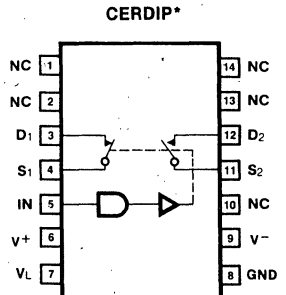 CERDIP*
NC 1 14 NC
NC 2 13 NC
D1 3 12 D2
S1 4 11 S2
IN 5 10 NC
V+ 6 9 V−
VL 7 8 GND